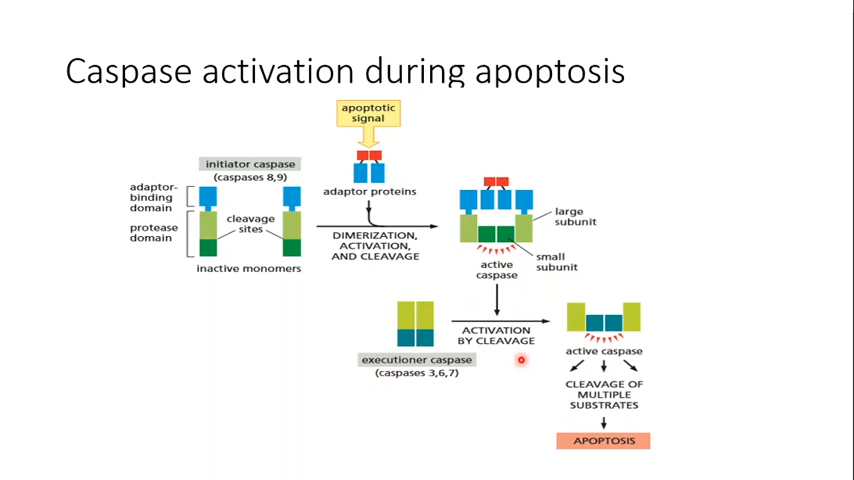 Caspase activation during apoptosis
apoptotic
signal
initiator caspase
(caspases 8,9)
adaptor-
binding
domain
protease
domain
cleavage
sites
inactive monomers
adaptor proteins
DIMERIZATION,
ACTIVATION,
AND CLEAVAGE
large
subunit
small
subunit
active
caspase
executioner caspase
(caspases 3,6,7)
ACTIVATION
BY CLEAVAGE
active caspase
CLEAVAGE OF
MULTIPLE
SUBSTRATES
APOPTOSIS